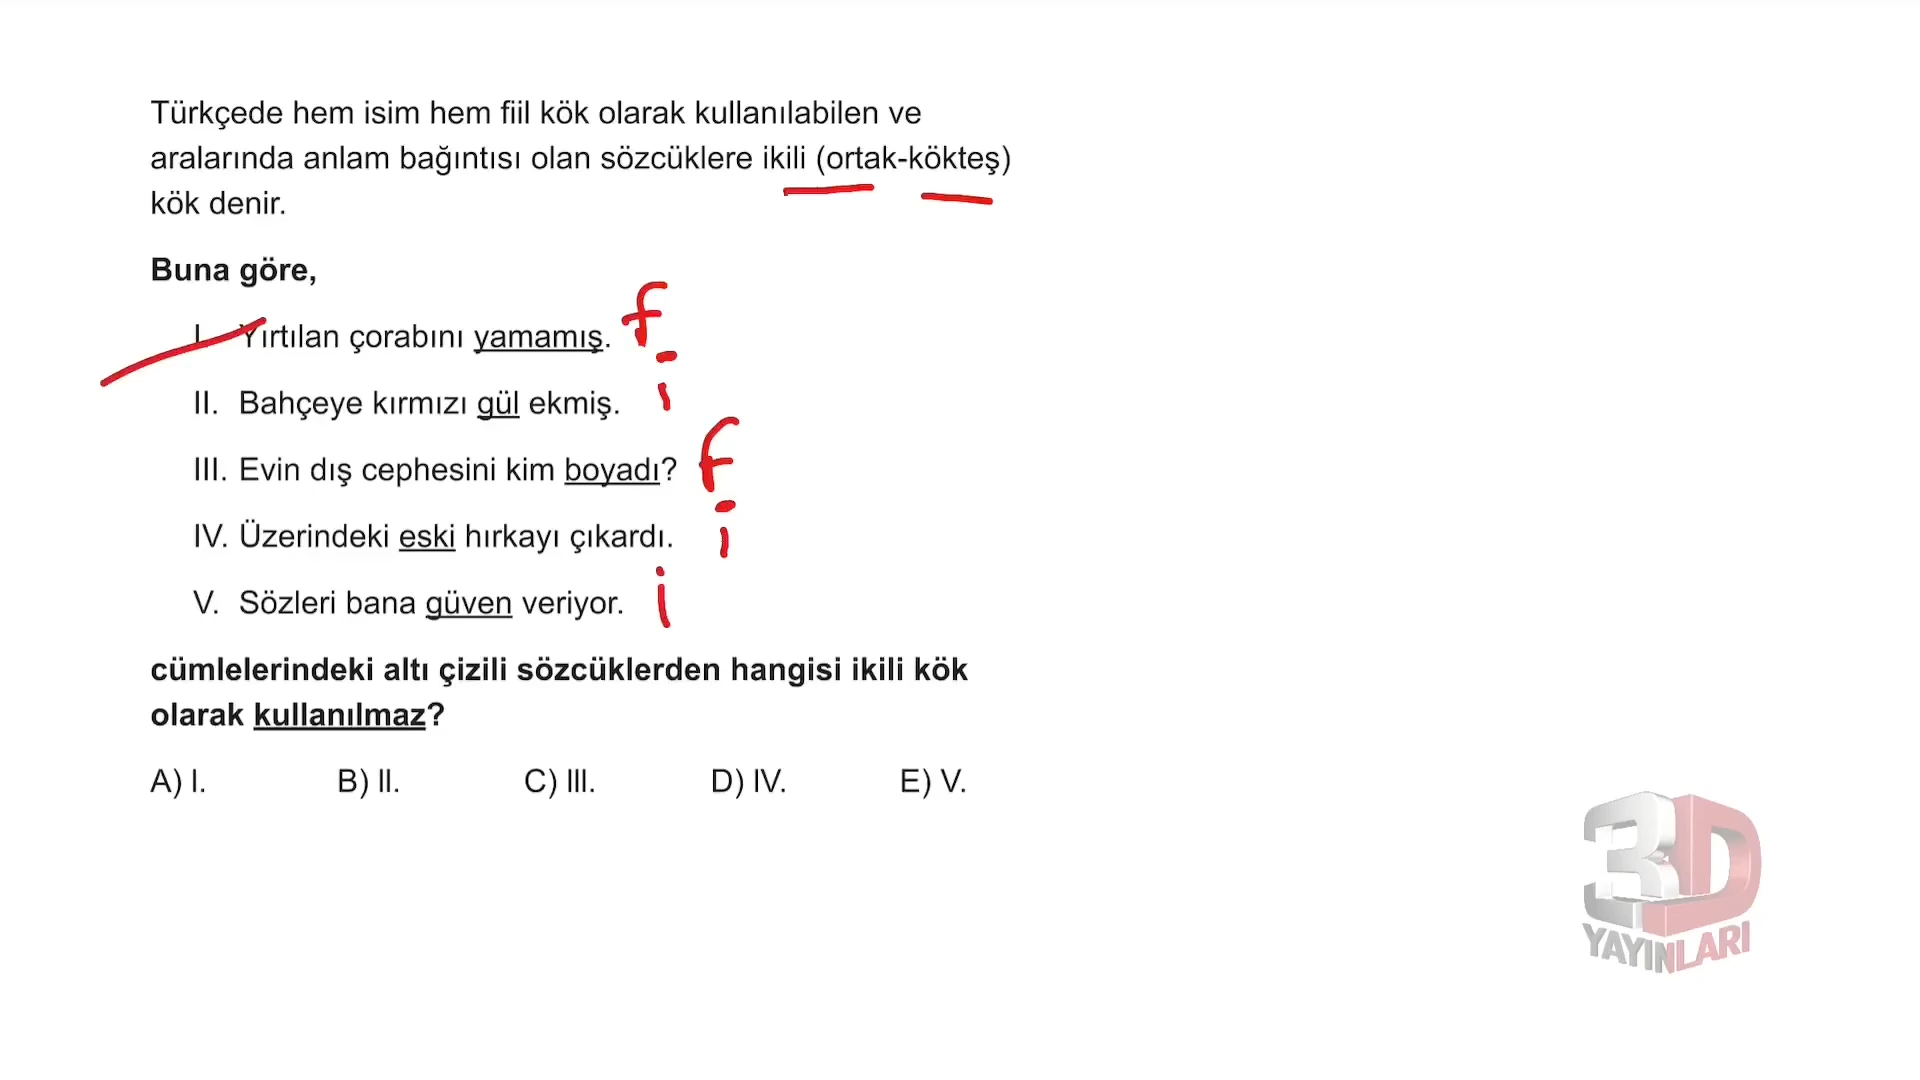 Türkçede hem isim hem fiil kök olarak kullanılabilen ve
aralarında anlam bağıntısı olan sözcüklere ikili (ortak-kökteş)
kök denir.
Buna göre,
I. Yırtılan çorabını yamamış. f
II. Bahçeye kırmızı gül ekmiş. i
III. Evin dış cephesini kim boyadı? f
IV. Üzerindeki eski hırkayı çıkardı. i
V. Sözleri bana güven veriyor. i
cümlelerindeki altı çizili sözcüklerden hangisi ikili kök
olarak kullanılmaz?
A) I. B) II. C) III. D) IV. E) V.
3D
YAYINLARI